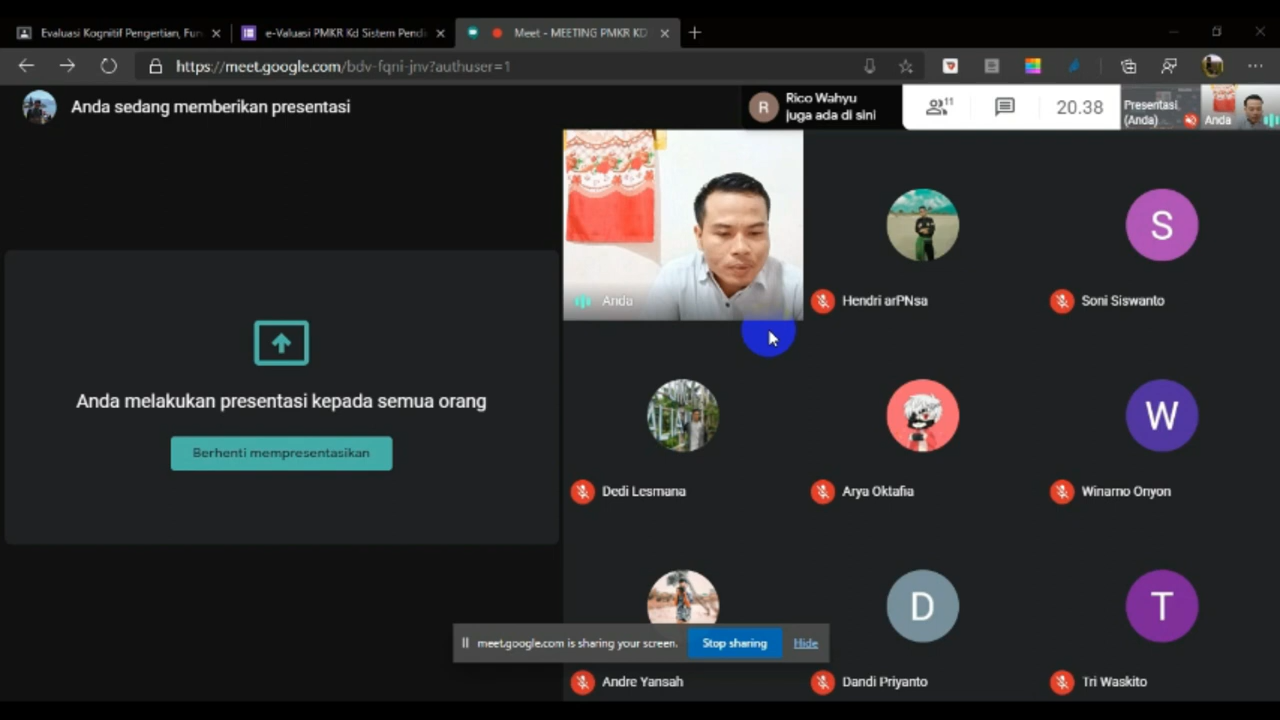 Evaluasi Kognitif Pengertian, Fun
e-Valuasi PMKR Kd Sistem Penda
Meet - MEETING PMKR KD
https://meet.google.com/bdv-fqni-jnv?authuser=1
Anda sedang memberikan presentasi
R
Rico Wahyu
juga ada di sini
11
20.38
Presentasi
(Anda)
Anda
Anda
Hendri arPNsa
S
Soni Siswanto
Anda melakukan presentasi kepada semua orang
Berhenti mempresentasikan
Dedi Lesmana
Arya Oktafia
W
Winarno Onyon
meet.google.com is sharing your screen.
Stop sharing
Hide
Andre Yansah
D
Dandi Priyanto
T
Tri Waskito